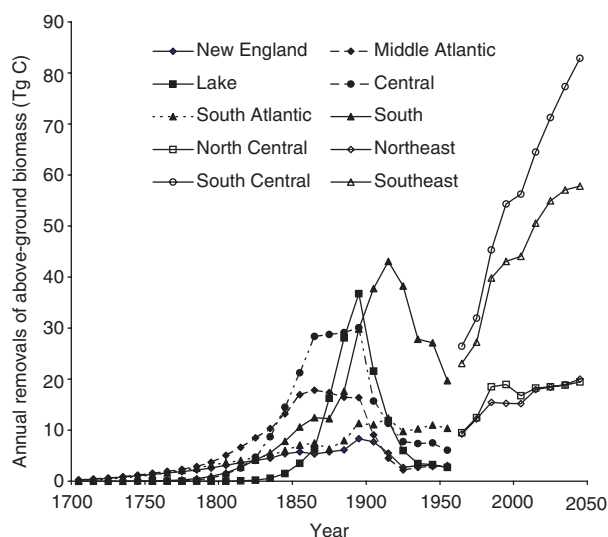 Annual removals of above-ground biomass (Tg C)
90
80
70
60
50
40
30
20
10
0
New England
Middle Atlantic
Lake
Central
South Atlantic
South
North Central
Northeast
South Central
Southeast
1700
1750
1800
1850
1900
1950
2000
2050
Year